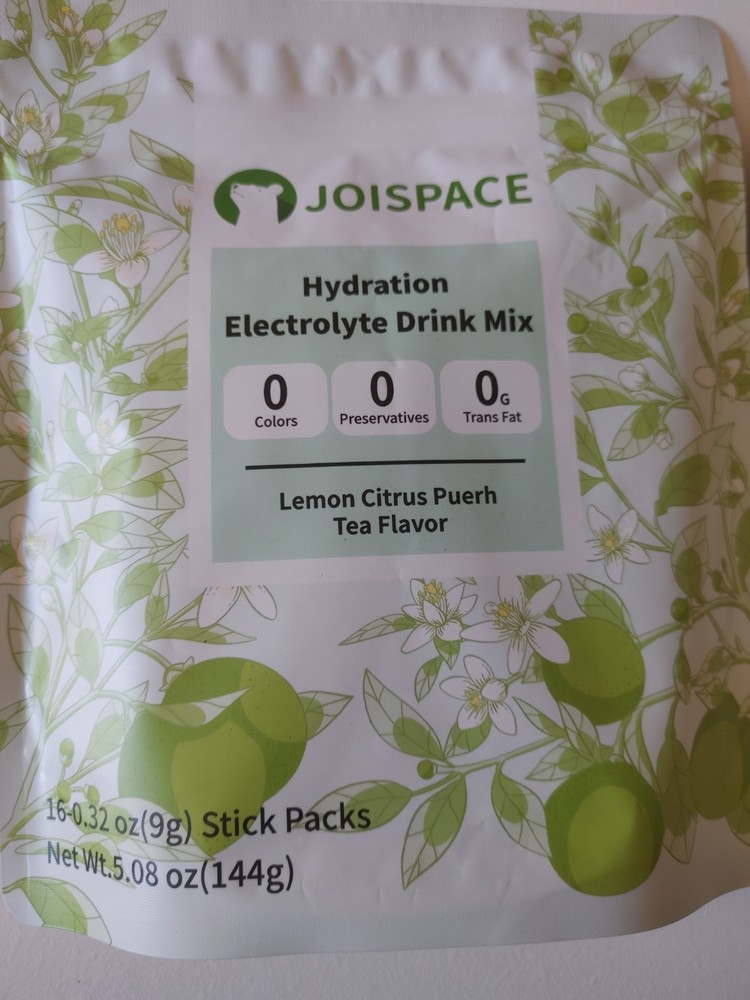 JOISPACE
Hydration
Electrolyte Drink Mix
0 0 0G
Colors Preservatives Trans Fat
Lemon Citrus Puerh
Tea Flavor
16-0.32 oz(9g) Stick Packs
Net Wt.5.08 oz(144g)